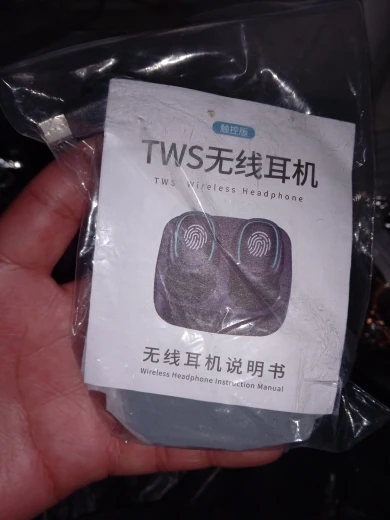 触控版
TWS无线耳机
TWS Wireless Headphone
无线耳机说明书
Wireless Headphone Instruction Manual